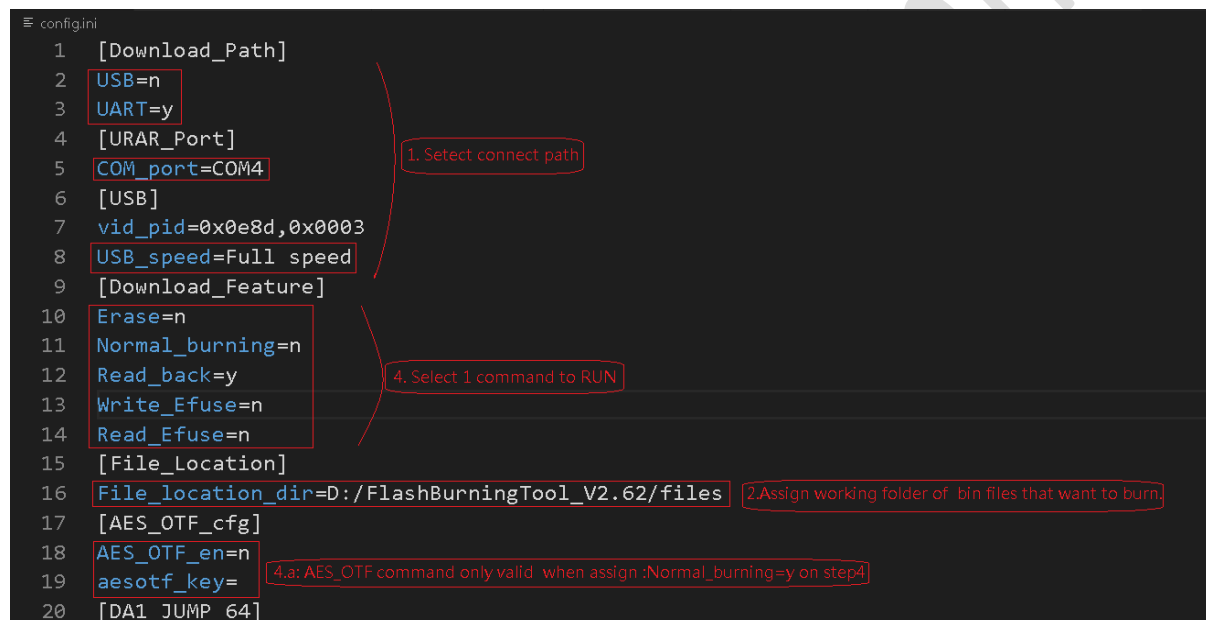 config.ini
1 [Download_Path]
2 USB=n
3 UART=y
4 [URAR_Port]
1. Setect connect path
5 COM_port=COM4
6 [USB]
7 vid_pid=0x0e8d,0x0003
8 USB_speed=Full speed
9 [Download_Feature]
10 Erase=n
11 Normal_burning=n
12 Read_back=y
4. Select 1 command to RUN
13 Write_Efuse=n
14 Read_Efuse=n
15 [File_Location]
16 File_location_dir=D:/FlashBurningTool_V2.62/files
2.Assign working folder of bin files that want to burn.
17 [AES_OTF_cfg]
18 AES_OTF_en=n
4.a: AES_OTF command only valid when assign :Normal_burning=y on step4
19 aesotf_key=
20 [DA1_JUMP_64]